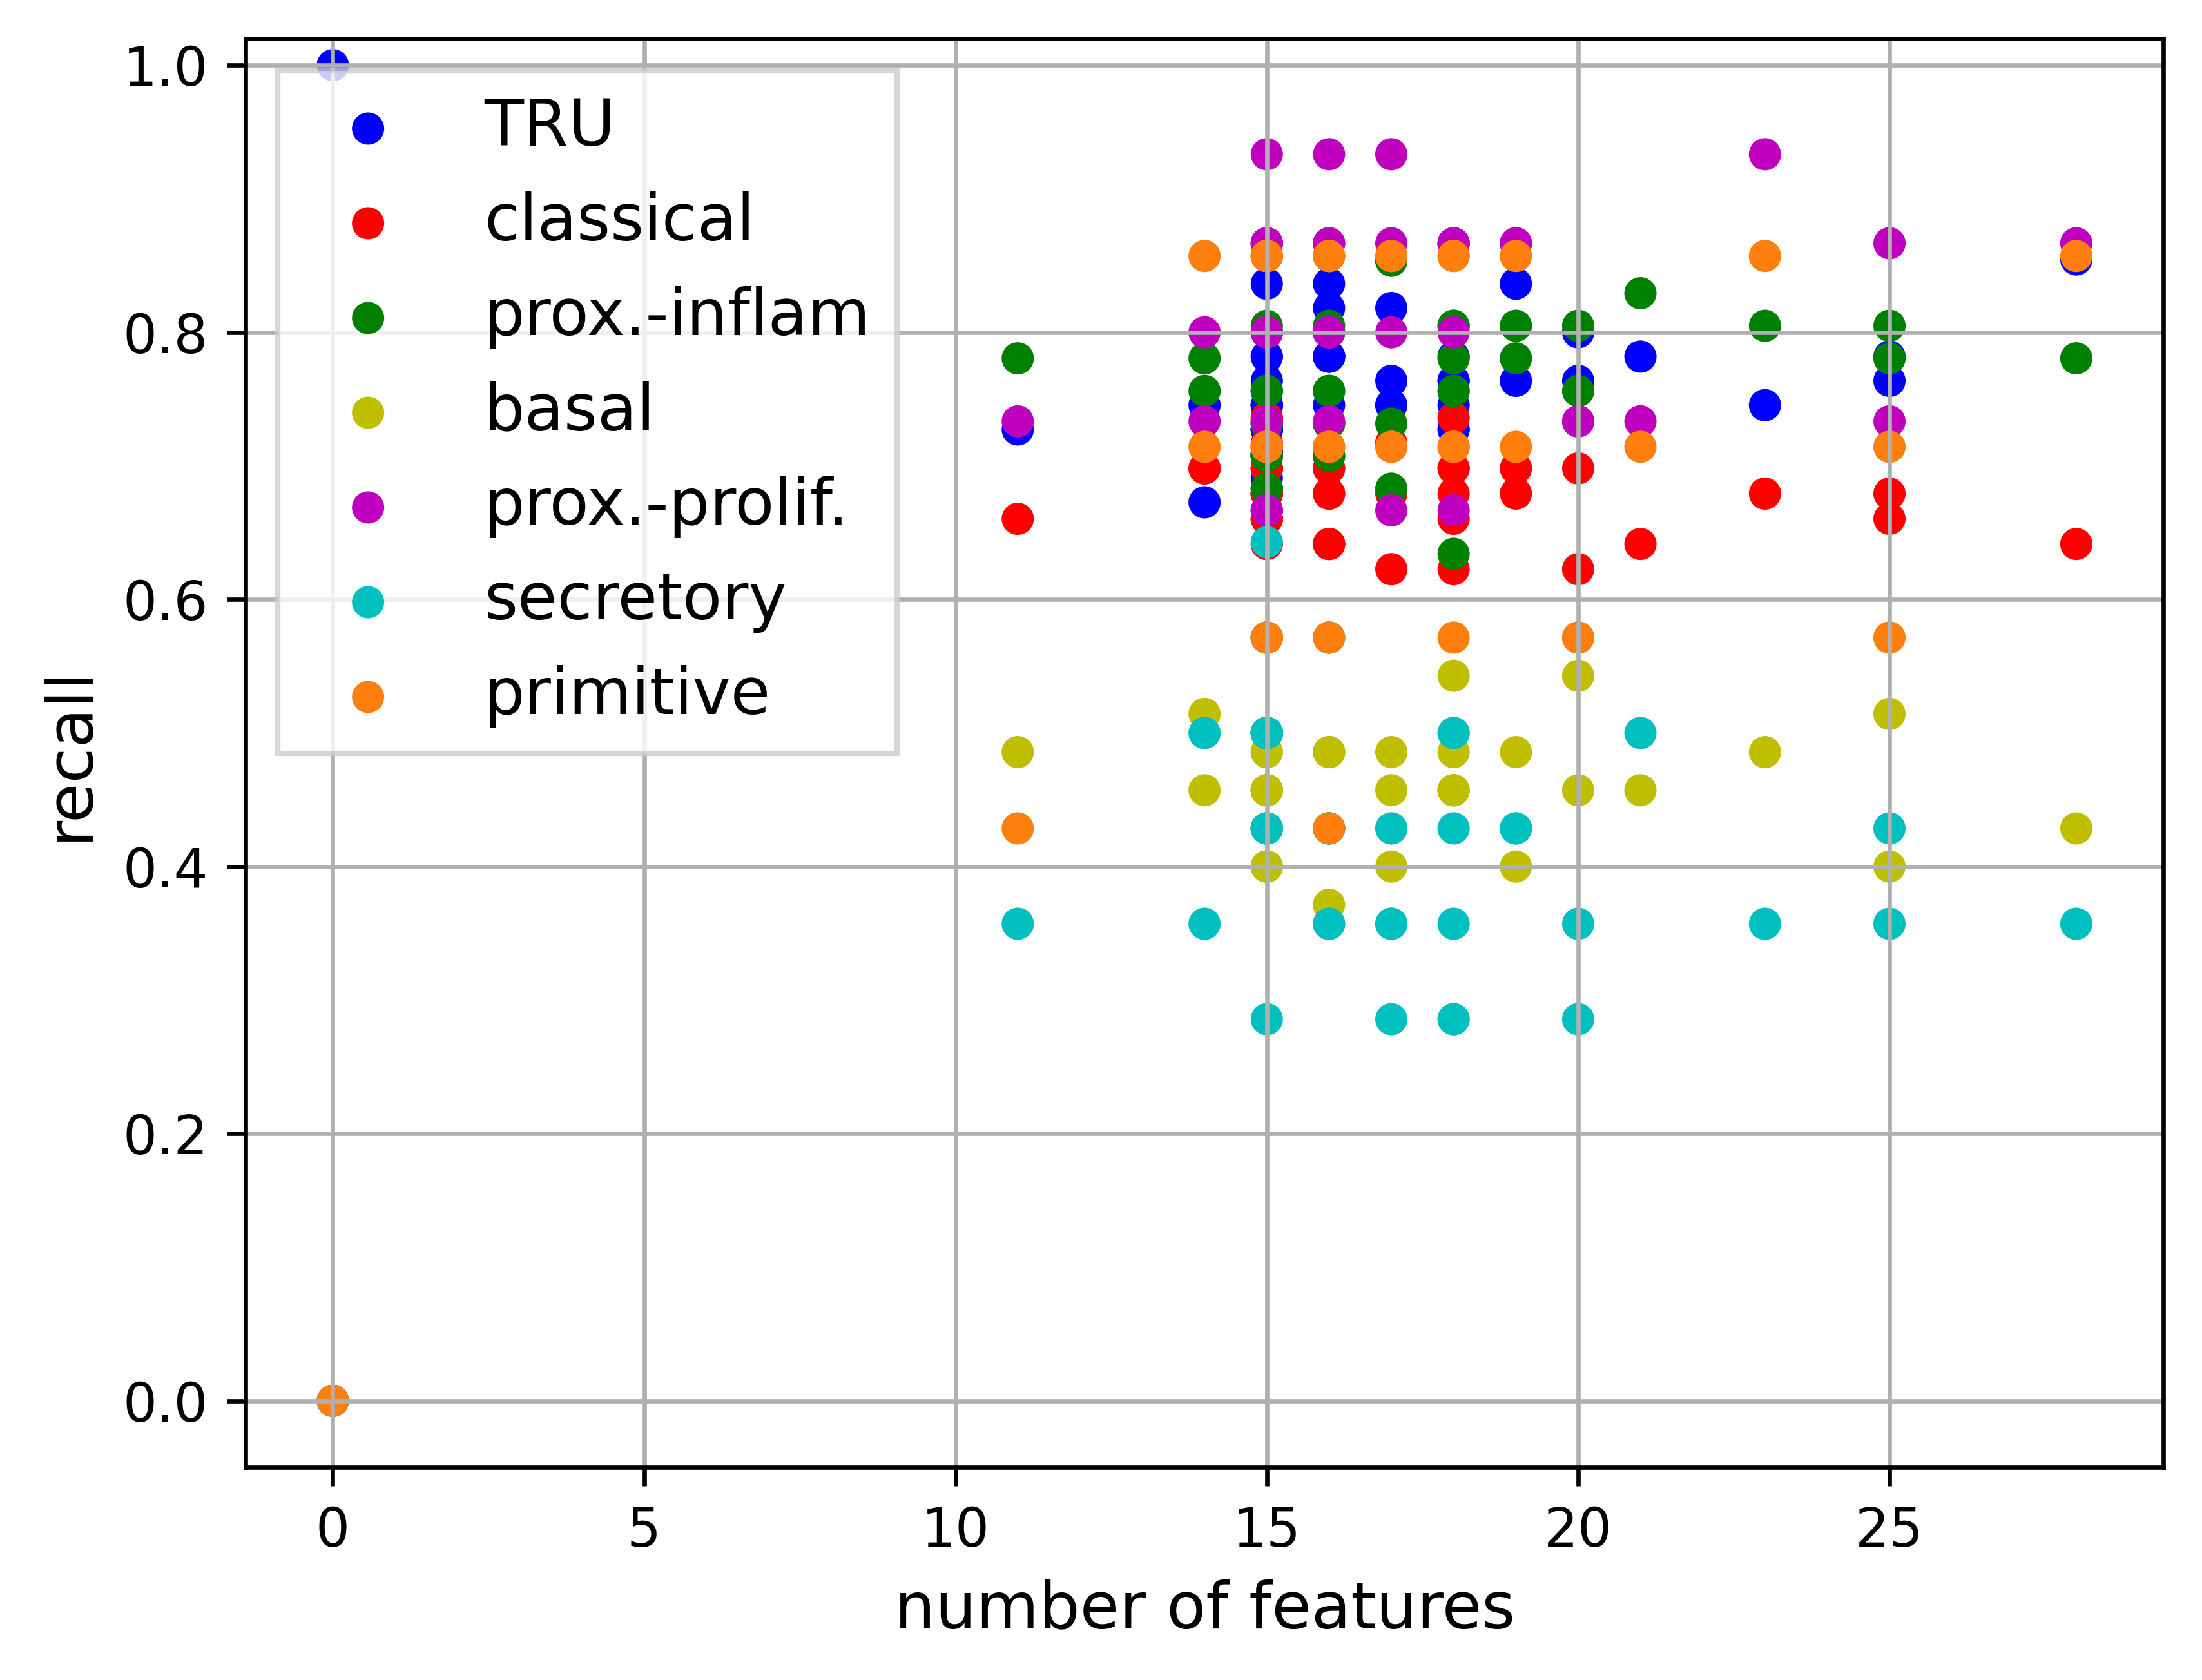 1.0
0.8
0.6
0.4
0.2
0.0
recall
TRU
classical
prox.-inflam
basal
prox.-prolif.
secretory
primitive
0 5 10 15 20 25
number of features